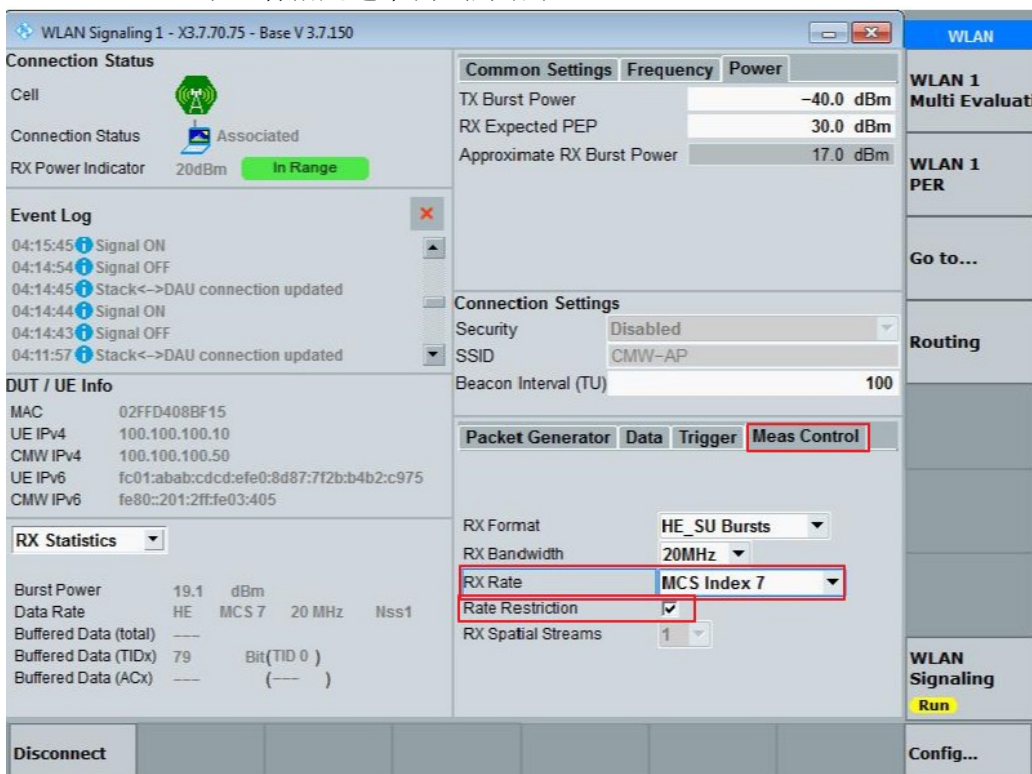 WLAN Signaling 1 - X3.7.70.75 - Base V 3.7.150
WLAN
Connection Status
Cell
Connection Status Associated
RX Power Indicator 20dBm In Range
Event Log
04:15:45 Signal ON
04:14:54 Signal OFF
04:14:45 Stack<-->DAU connection updated
04:14:44 Signal ON
04:14:43 Signal OFF
04:11:57 Stack<-->DAU connection updated
DUT / UE Info
MAC 02FFD408BF15
UE IPv4 100.100.100.10
CMW IPv4 100.100.100.50
UE IPv6 fc01:abab:cdcd:efe0:8d87:7f2b:b4b2:c975
CMW IPv6 fe80::201:2ff:fe03:405
RX Statistics
Burst Power 19.1 dBm
Data Rate HE MCS 7 20 MHz Nss1
Buffered Data (total) ---
Buffered Data (TIDx) 79 Bit(TID 0 )
Buffered Data (ACx) --- (--- )
Common Settings Frequency Power
TX Burst Power -40.0 dBm
RX Expected PEP 30.0 dBm
Approximate RX Burst Power 17.0 dBm
Connection Settings
Security Disabled
SSID CMW-AP
Beacon Interval (TU) 100
Packet Generator Data Trigger Meas Control
RX Format HE_SU Bursts
RX Bandwidth 20MHz
RX Rate MCS Index 7
Rate Restriction
RX Spatial Streams 1
WLAN 1
Multi Evaluati
WLAN 1
PER
Go to...
Routing
WLAN
Signaling
Run
Disconnect
Config...